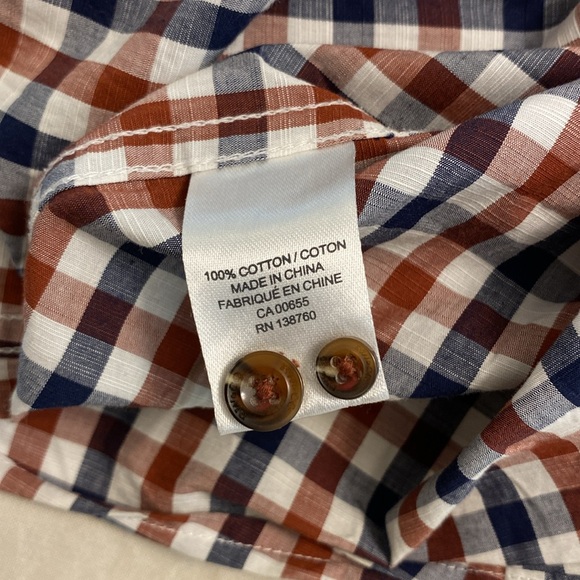 100% COTTON / COTON
MADE IN CHINA
FABRIQUÉ EN CHINE
CA 00655
RN 138760